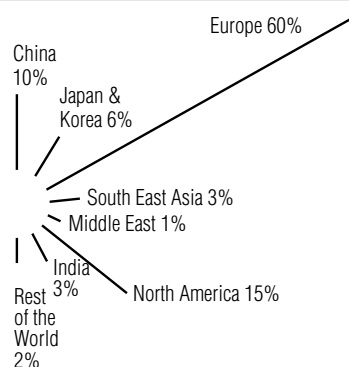 Europe 60%
China
10%
Japan &
Korea 6%
South East Asia 3%
Middle East 1%
India
3%
North America 15%
Rest
of the
World
2%